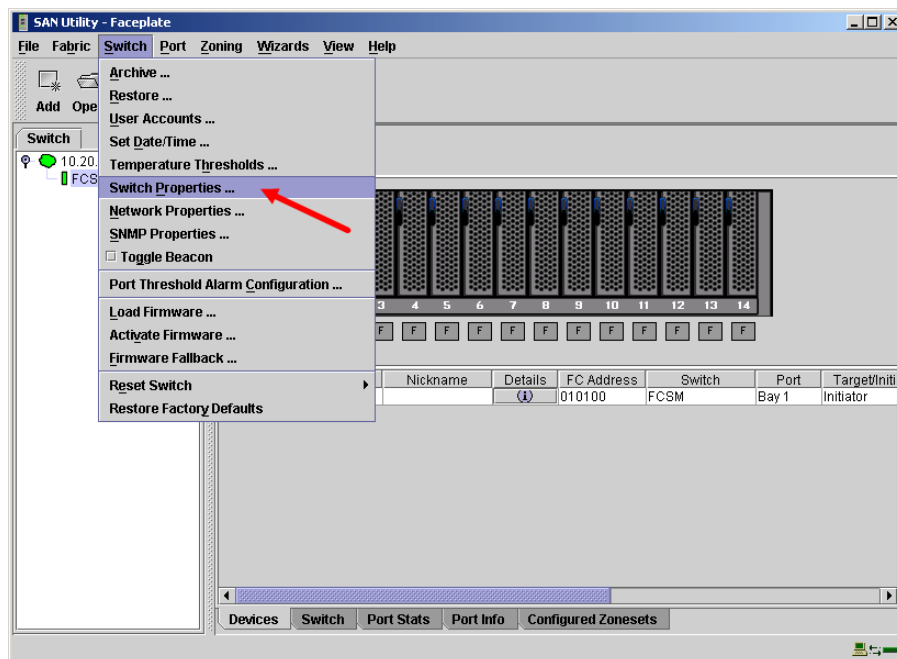 SAN Utility - Faceplate
File Fabric Switch Port Zoning Wizards View Help
Add Ope
Archive ...
Restore ...
User Accounts ...
Set Date/Time ...
Temperature Thresholds ...
Switch Properties ...
Network Properties ...
SNMP Properties ...
Toggle Beacon
Port Threshold Alarm Configuration ...
Load Firmware ...
Activate Firmware ...
Firmware Fallback ...
Reset Switch
Restore Factory Defaults
Switch
10.20.
FCS
3 4 5 6 7 8 9 10 11 12 13 14
F F F F F F F F F F F F
Nickname Details FC Address Switch Port Target/Initi
(i) 010100 FCSM Bay 1 Initiator
Devices Switch Port Stats Port Info Configured Zonesets